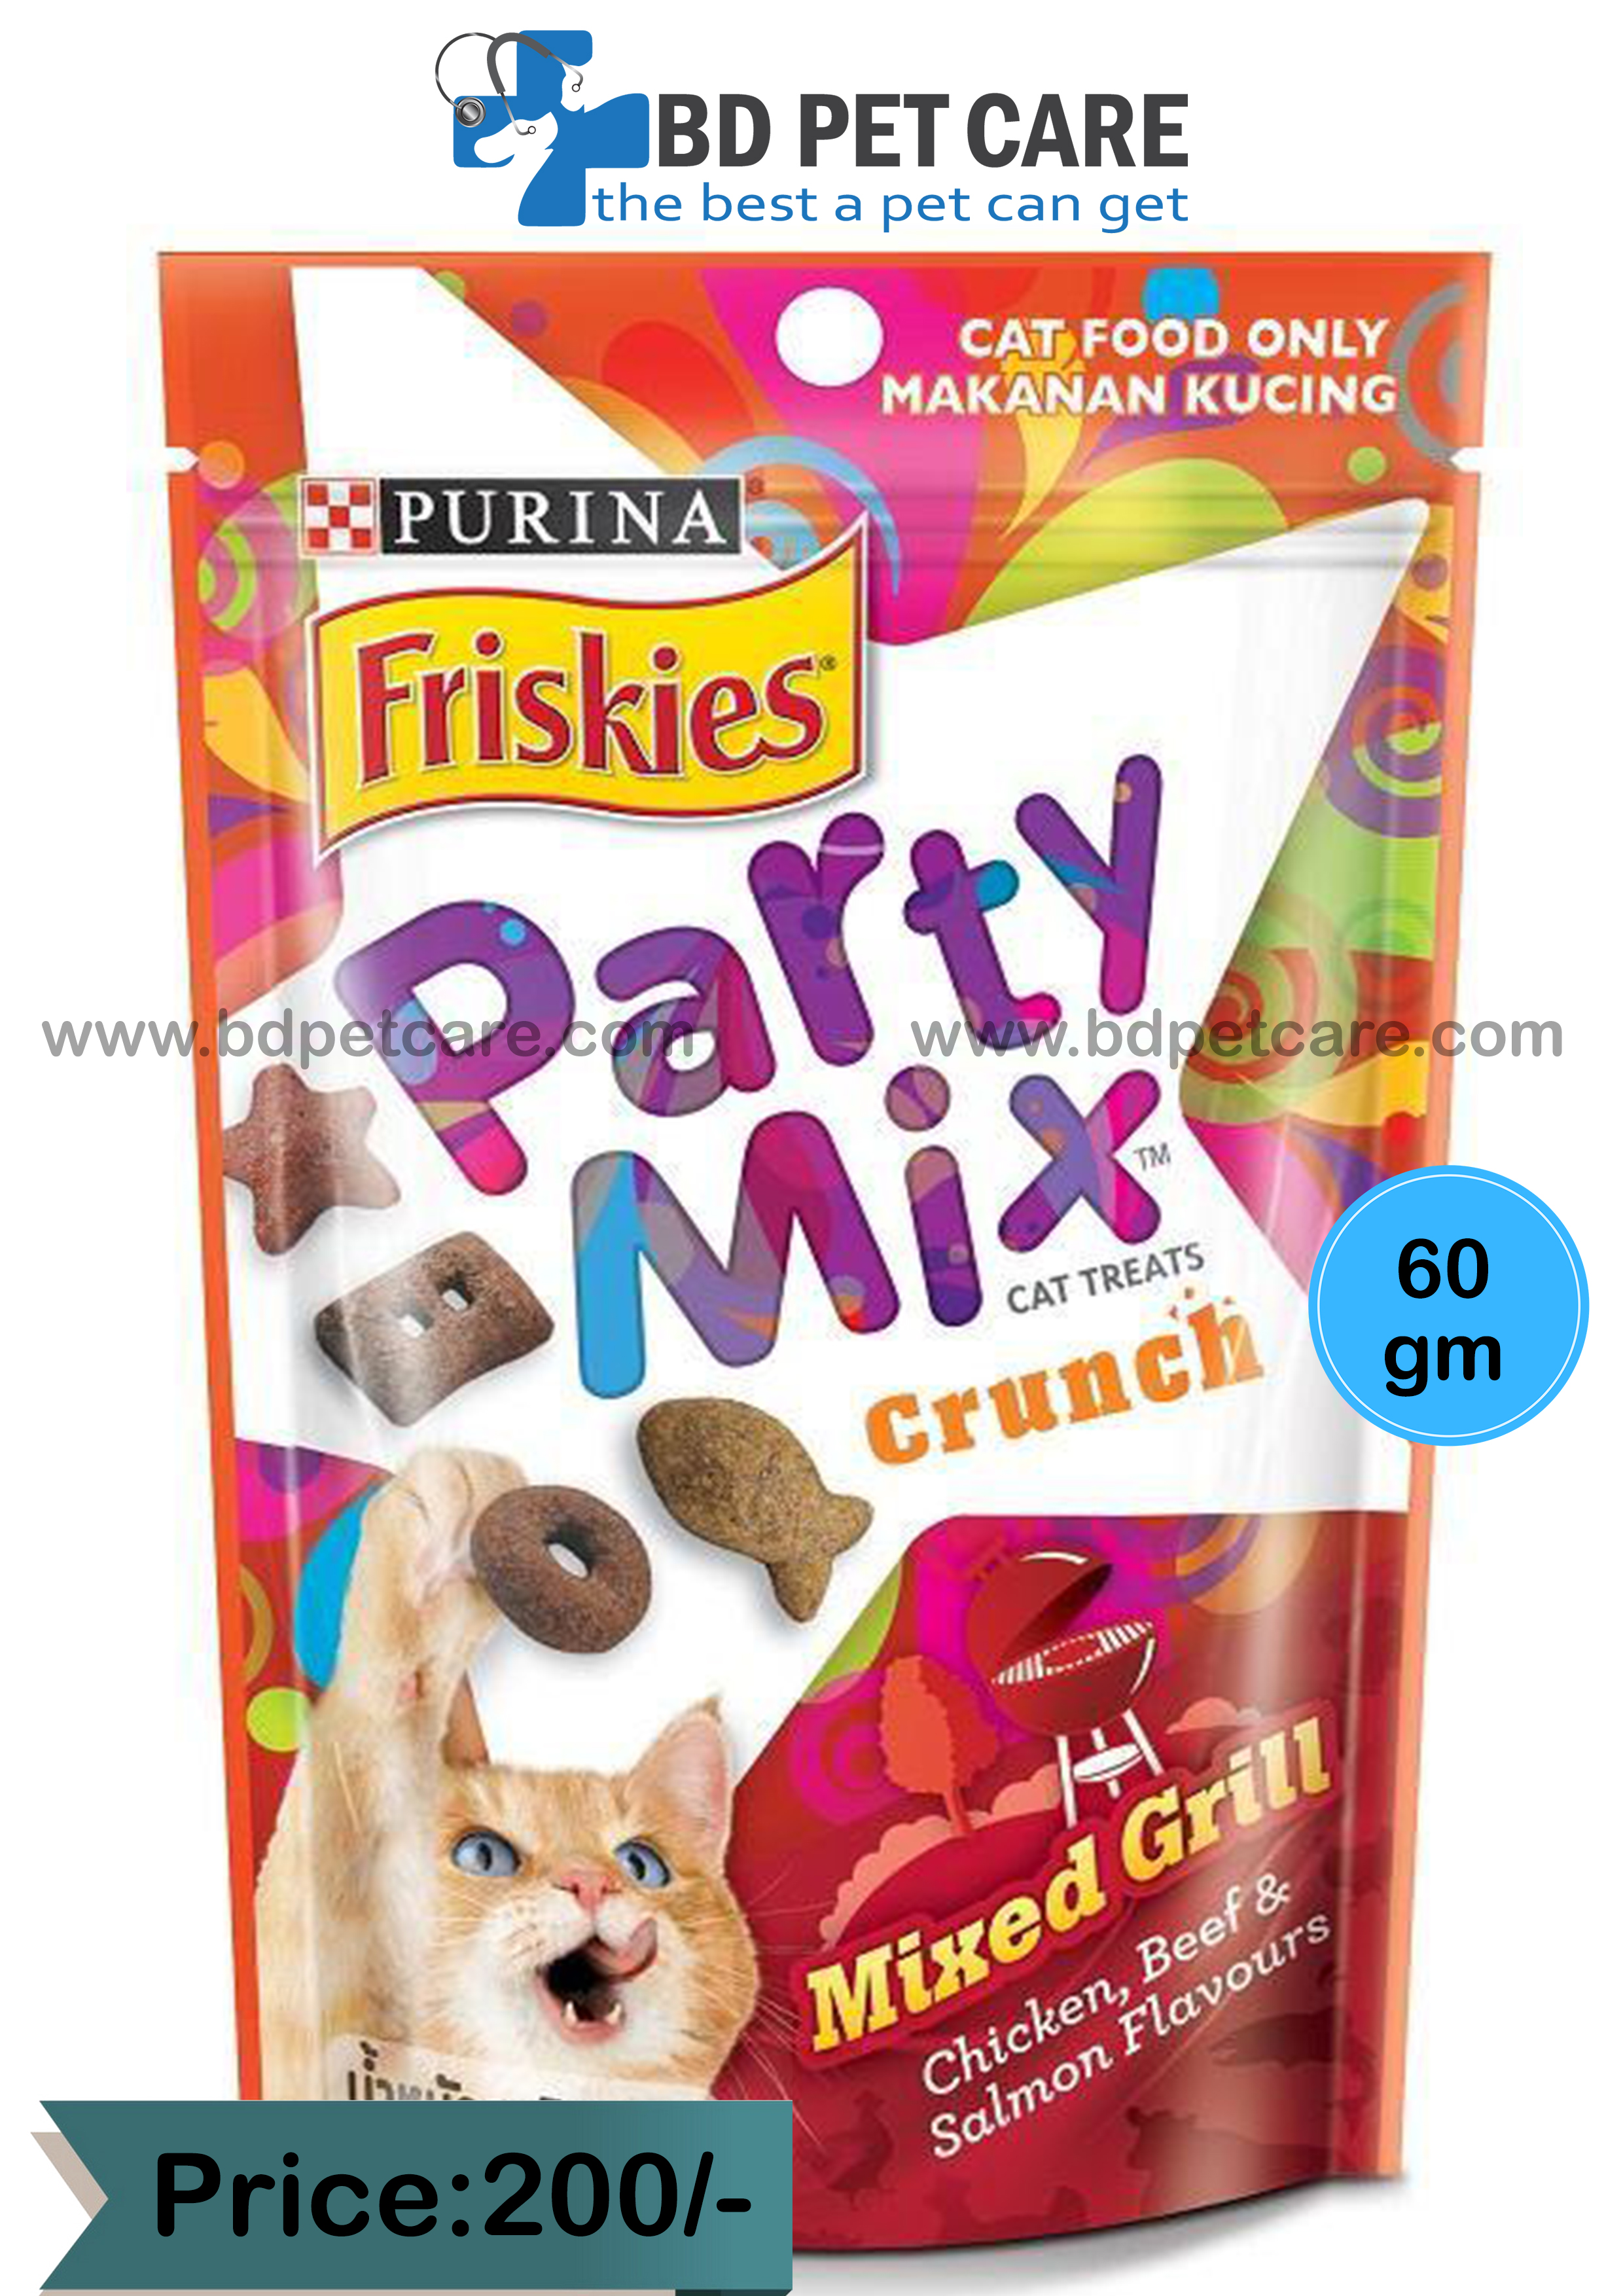 BD PET CARE
the best a pet can get
CAT FOOD ONLY
MAKANAN KUCING
PURINA®
Friskies®
Party
www.bdpetcare.com
www.bdpetcare.com
Mix™
CAT TREATS
crunch
60
gm
Mixed Grill
Chicken, Beef &
Salmon Flavours
Price:200/-